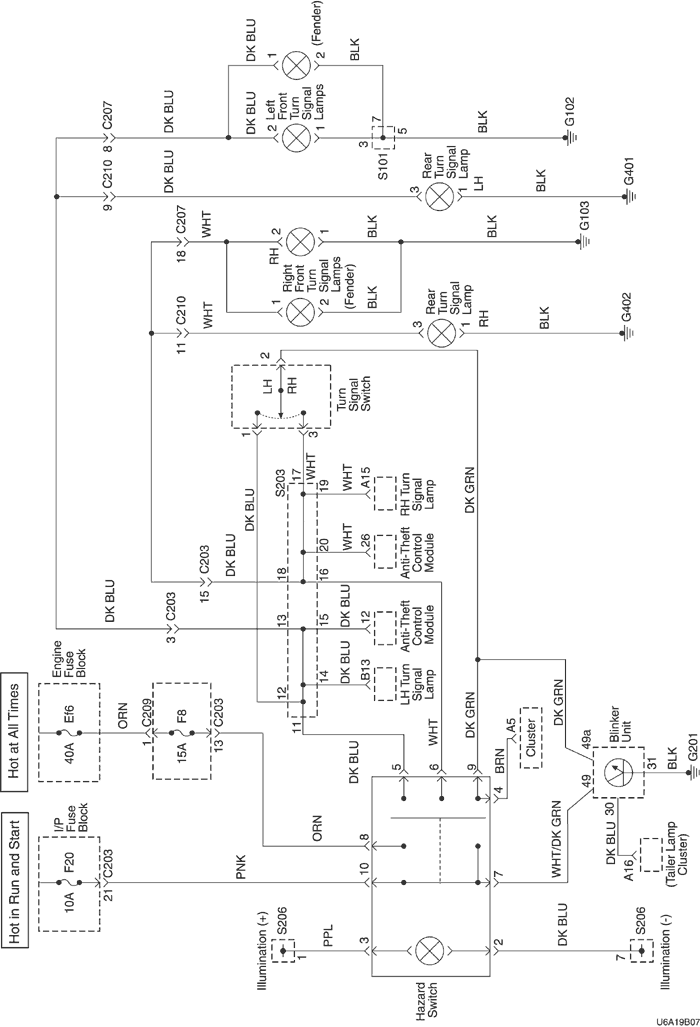 Hot in Run and Start
Hot at All Times
I/P
Fuse
Block
F20
10A
21
C203
PNK
Engine
Fuse
Block
Ef6
40A
ORN
1
C209
F8
15A
13
C203
ORN
Illumination (+)
S206
1
PPL
3
10
8
Hazard
Switch
2
7
4
9
6
5
DK BLU
7
S206
Illumination (-)
WHT/DK GRN
BRN
A5
Cluster
DK BLU
WHT
DK GRN
DK GRN
49
49a
Blinker
Unit
30
31
BLK
G201
DK BLU
A16
(Tailer Lamp
Cluster)
DK BLU
3
C203
15
C203
DK BLU
DK BLU
S203
11
12
13
18
17
14
15
16
20
19
DK BLU
B13
LH Turn
Signal
Lamp
DK BLU
12
Anti-Theft
Control
Module
WHT
26
Anti-Theft
Control
Module
WHT
A15
RH Turn
Signal
Lamp
WHT
DK GRN
1
3
2
LH
RH
Turn
Signal
Switch
11
C210
WHT
3
Rear
Turn
Signal
Lamp
1
RH
BLK
G402
18
C207
WHT
1
2
Right
Front
Turn
Signal
Lamps
(Fender)
RH
2
1
BLK
BLK
BLK
G103
9
C210
DK BLU
3
Rear
Turn
Signal
Lamp
1
LH
BLK
G401
8
C207
DK BLU
DK BLU
2
Left
Front
Turn
Signal
Lamps
1
DK BLU
1
2
(Fender)
BLK
3
7
5
S101
BLK
G102
U6A19B07